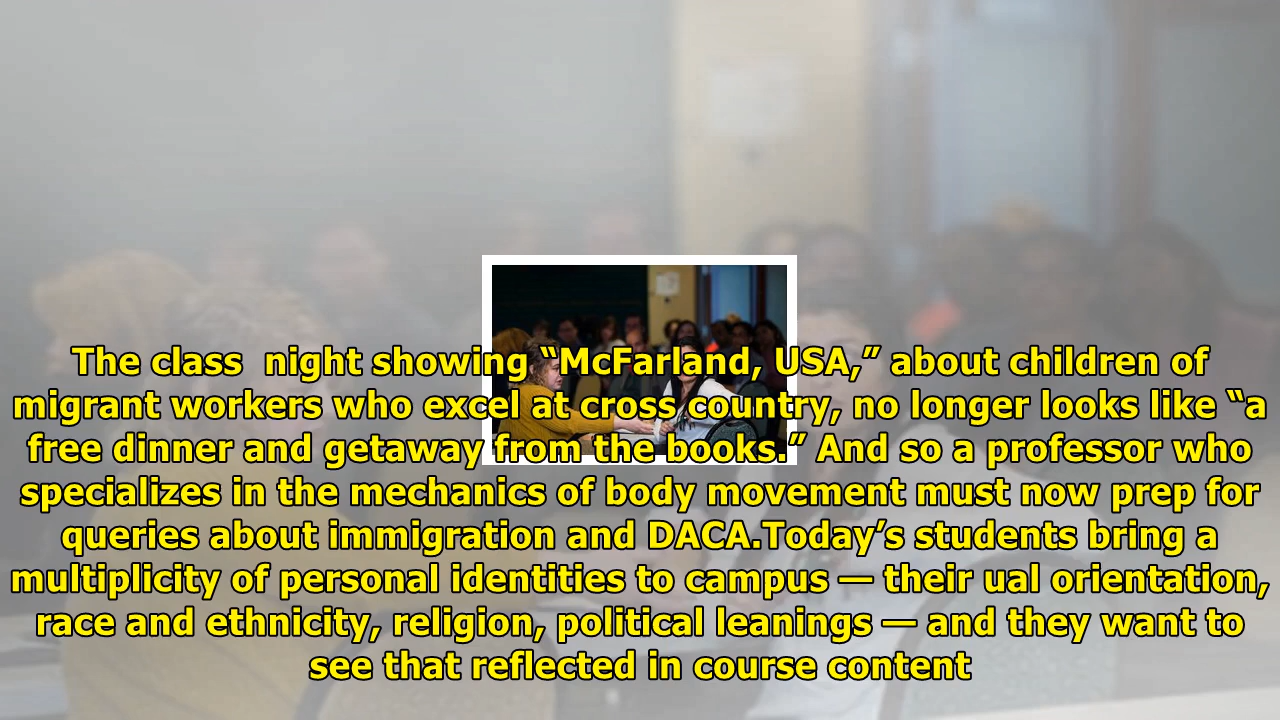 The class  night showing “McFarland, USA,” about children of
migrant workers who excel at cross country, no longer looks like “a
free dinner and getaway from the books.” And so a professor who
specializes in the mechanics of body movement must now prep for
queries about immigration and DACA.Today’s students bring a
multiplicity of personal identities to campus — their ual orientation,
race and ethnicity, religion, political leanings — and they want to
see that reflected in course content